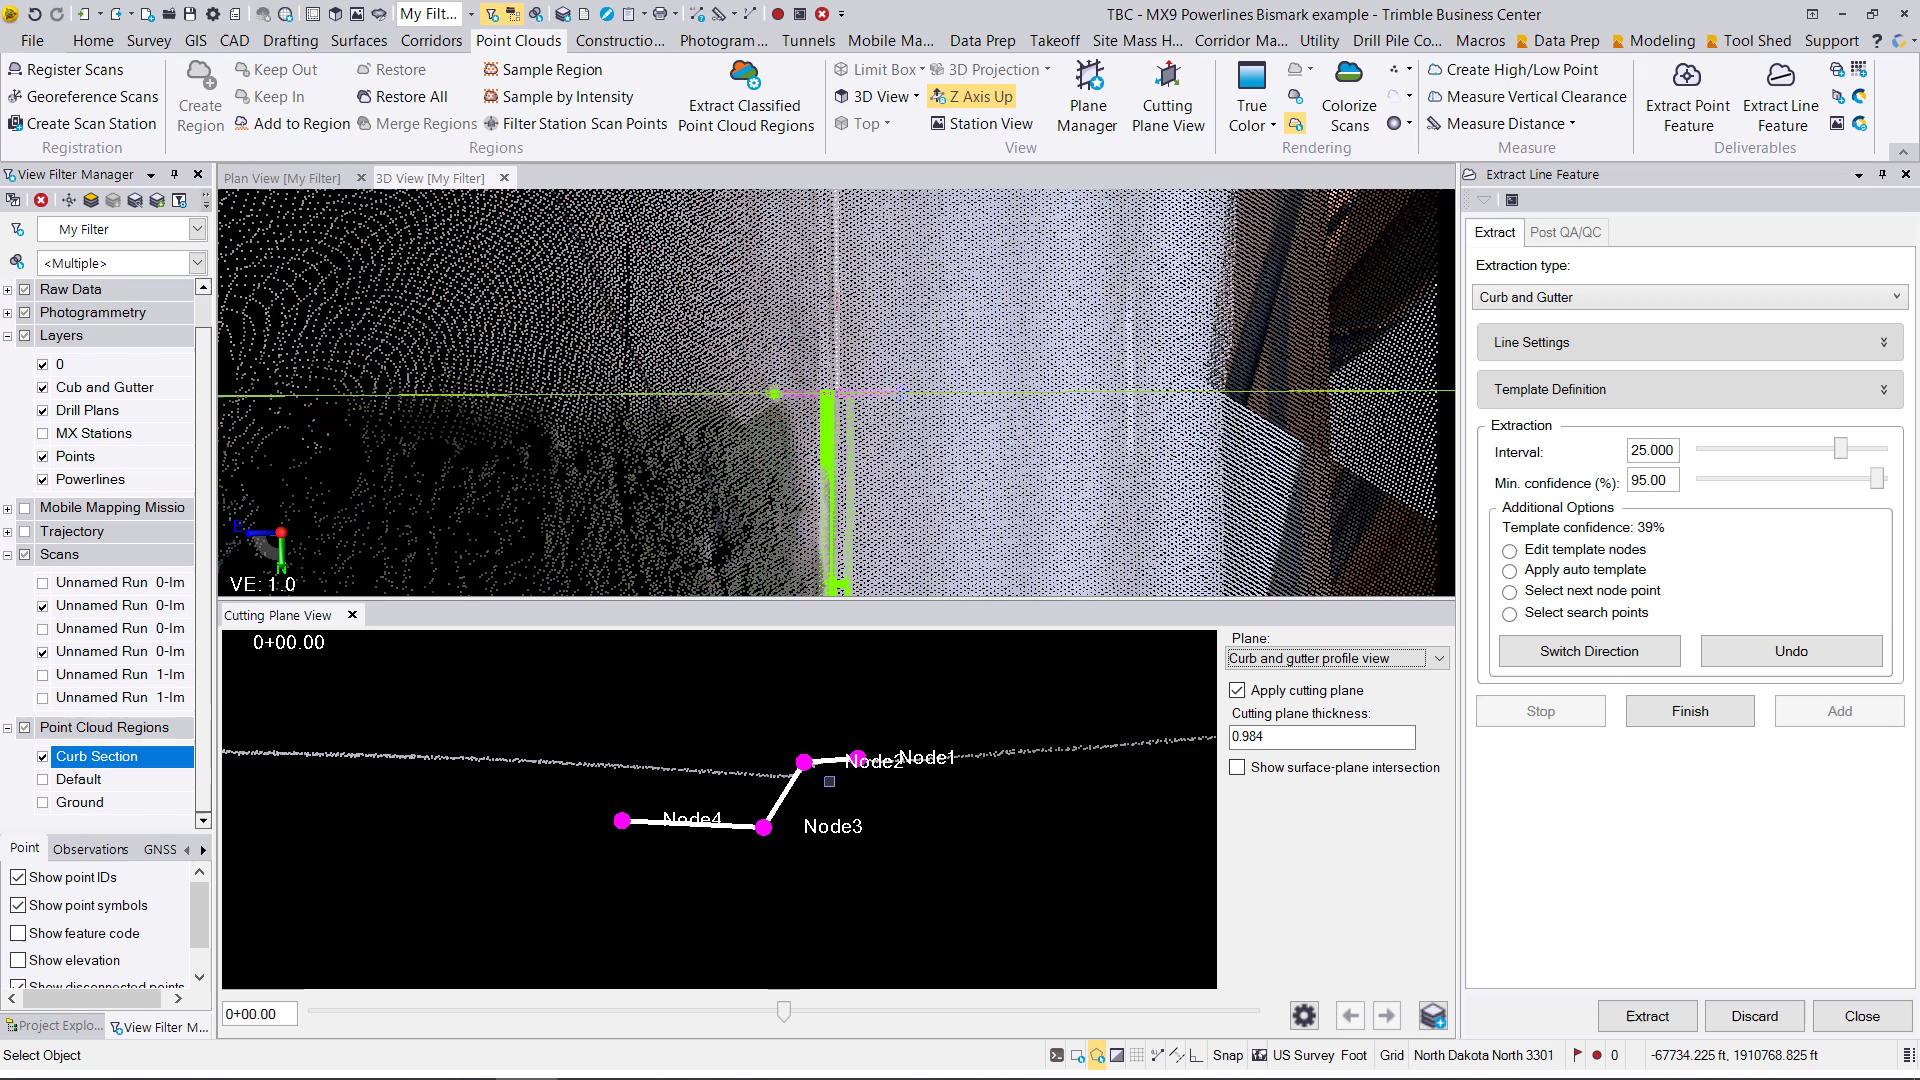 My Filt...
TBC - MX9 Powerlines Bismark example - Trimble Business Center
File Home Survey GIS CAD Drafting Surfaces Corridors Point Clouds Constructio... Photogram... Tunnels Mobile Ma... Data Prep Takeoff Site Mass H... Corridor Ma... Utility Drill Pile Co... Macros Data Prep Modeling Tool Shed Support ?
Register Scans
Georeference Scans
Create Scan Station
Registration
Create Region
Keep Out
Keep In
Add to Region
Restore
Restore All
Merge Regions
Sample Region
Sample by Intensity
Filter Station Scan Points
Regions
Extract Classified
Point Cloud Regions
Limit Box
3D View
Top
3D Projection
Z Axis Up
Station View
Plane
Manager
Cutting
Plane View
View
True
Color
Colorize
Scans
Rendering
Create High/Low Point
Measure Vertical Clearance
Measure Distance
Measure
Extract Point
Feature
Extract Line
Feature
Deliverables
View Filter Manager
My Filter
<Multiple>
Raw Data
Photogrammetry
Layers
0
Cub and Gutter
Drill Plans
MX Stations
Points
Powerlines
Mobile Mapping Missio
Trajectory
Scans
Unnamed Run 0-Im
Unnamed Run 0-Im
Unnamed Run 0-Im
Unnamed Run 0-Im
Unnamed Run 1-Im
Unnamed Run 1-Im
Point Cloud Regions
Curb Section
Default
Ground
Point Observations GNSS
Show point IDs
Show point symbols
Show feature code
Show elevation
Show disconnected points
Project Explo... View Filter M...
Plan View [My Filter]
3D View [My Filter]
E
N
VE: 1.0
Cutting Plane View
0+00.00
Node1
Node2
Node3
Node4
Plane:
Curb and gutter profile view
Apply cutting plane
Cutting plane thickness:
0.984
Show surface-plane intersection
0+00.00
Extract Line Feature
Extract Post QA/QC
Extraction type:
Curb and Gutter
Line Settings
Template Definition
Extraction
Interval: 25.000
Min. confidence (%): 95.00
Additional Options
Template confidence: 39%
Edit template nodes
Apply auto template
Select next node point
Select search points
Switch Direction Undo
Stop Finish Add
Extract Discard Close
Select Object
Snap US Survey Foot Grid North Dakota North 3301 0 -67734.225 ft, 1910768.825 ft